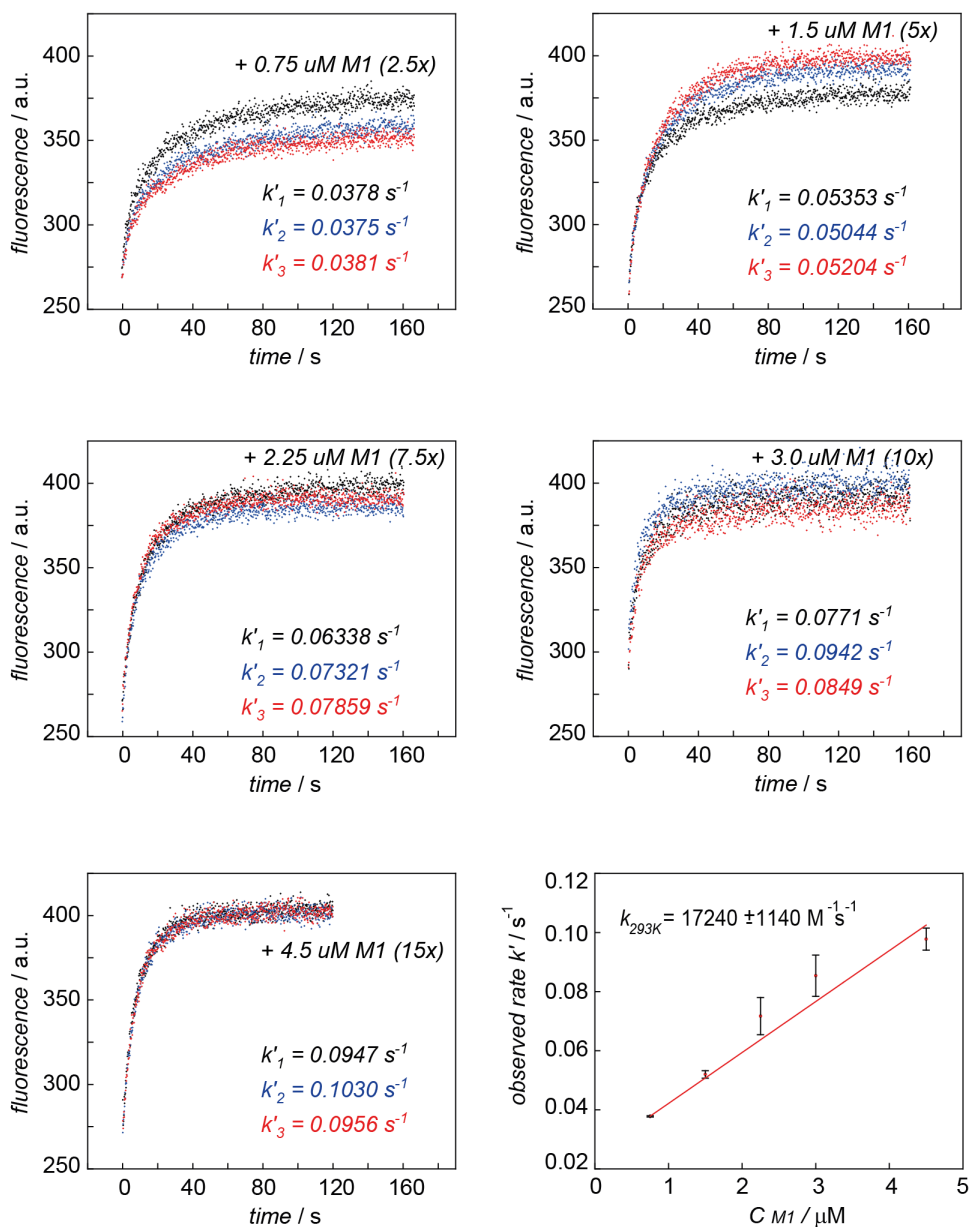 + 0.75 uM M1 (2.5x)
fluorescence / a.u.
400
350
300
250
k'1 = 0.0378 s-1
k'2 = 0.0375 s-1
k'3 = 0.0381 s-1
0 40 80 120 160
time / s
+ 1.5 uM M1 (5x)
fluorescence / a.u.
400
350
300
250
k'1 = 0.05353 s-1
k'2 = 0.05044 s-1
k'3 = 0.05204 s-1
0 40 80 120 160
time / s
+ 2.25 uM M1 (7.5x)
fluorescence / a.u.
400
350
300
250
k'1 = 0.06338 s-1
k'2 = 0.07321 s-1
k'3 = 0.07859 s-1
0 40 80 120 160
time / s
+ 3.0 uM M1 (10x)
fluorescence / a.u.
400
350
300
250
k'1 = 0.0771 s-1
k'2 = 0.0942 s-1
k'3 = 0.0849 s-1
0 40 80 120 160
time / s
+ 4.5 uM M1 (15x)
fluorescence / a.u.
400
350
300
250
k'1 = 0.0947 s-1
k'2 = 0.1030 s-1
k'3 = 0.0956 s-1
0 40 80 120 160
time / s
k293K = 17240 ±1140 M-1s-1
observed rate k' / s-1
0.12
0.10
0.08
0.06
0.04
0.02
0 1 2 3 4 5
C M1 / μM